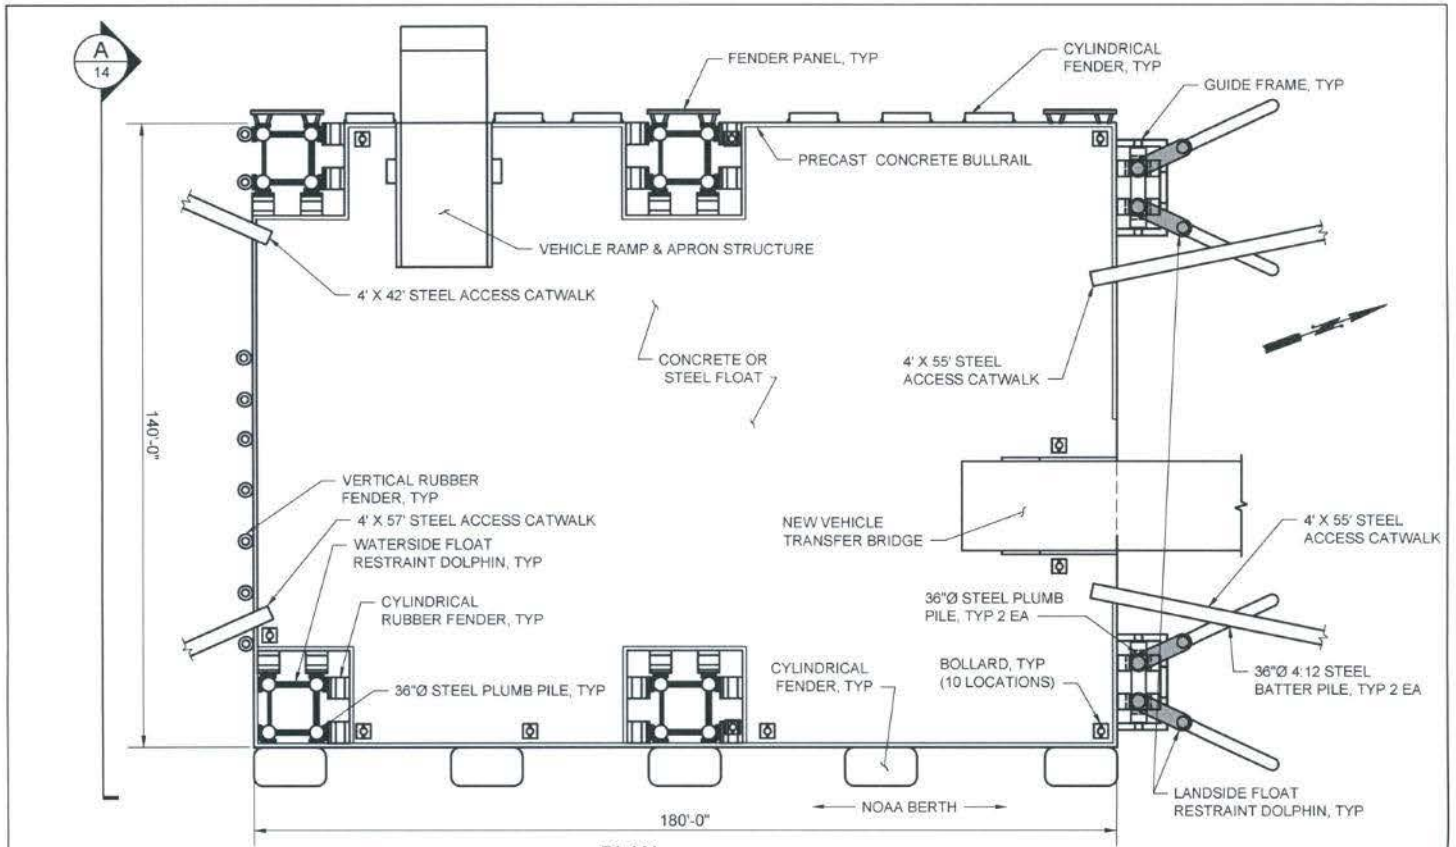 A
14
FENDER PANEL, TYP
CYLINDRICAL
FENDER, TYP
GUIDE FRAME, TYP
PRECAST CONCRETE BULLRAIL
VEHICLE RAMP & APRON STRUCTURE
4' X 42' STEEL ACCESS CATWALK
CONCRETE OR
STEEL FLOAT
4' X 55' STEEL
ACCESS CATWALK
N
140'-0"
VERTICAL RUBBER
FENDER, TYP
4' X 57' STEEL ACCESS CATWALK
WATERSIDE FLOAT
RESTRAINT DOLPHIN, TYP
CYLINDRICAL
RUBBER FENDER, TYP
36"Ø STEEL PLUMB PILE, TYP
NEW VEHICLE
TRANSFER BRIDGE
4' X 55' STEEL
ACCESS CATWALK
36"Ø STEEL PLUMB
PILE, TYP 2 EA
CYLINDRICAL
FENDER, TYP
BOLLARD, TYP
(10 LOCATIONS)
36"Ø 4:12 STEEL
BATTER PILE, TYP 2 EA
NOAA BERTH
LANDSIDE FLOAT
RESTRAINT DOLPHIN, TYP
180'-0"